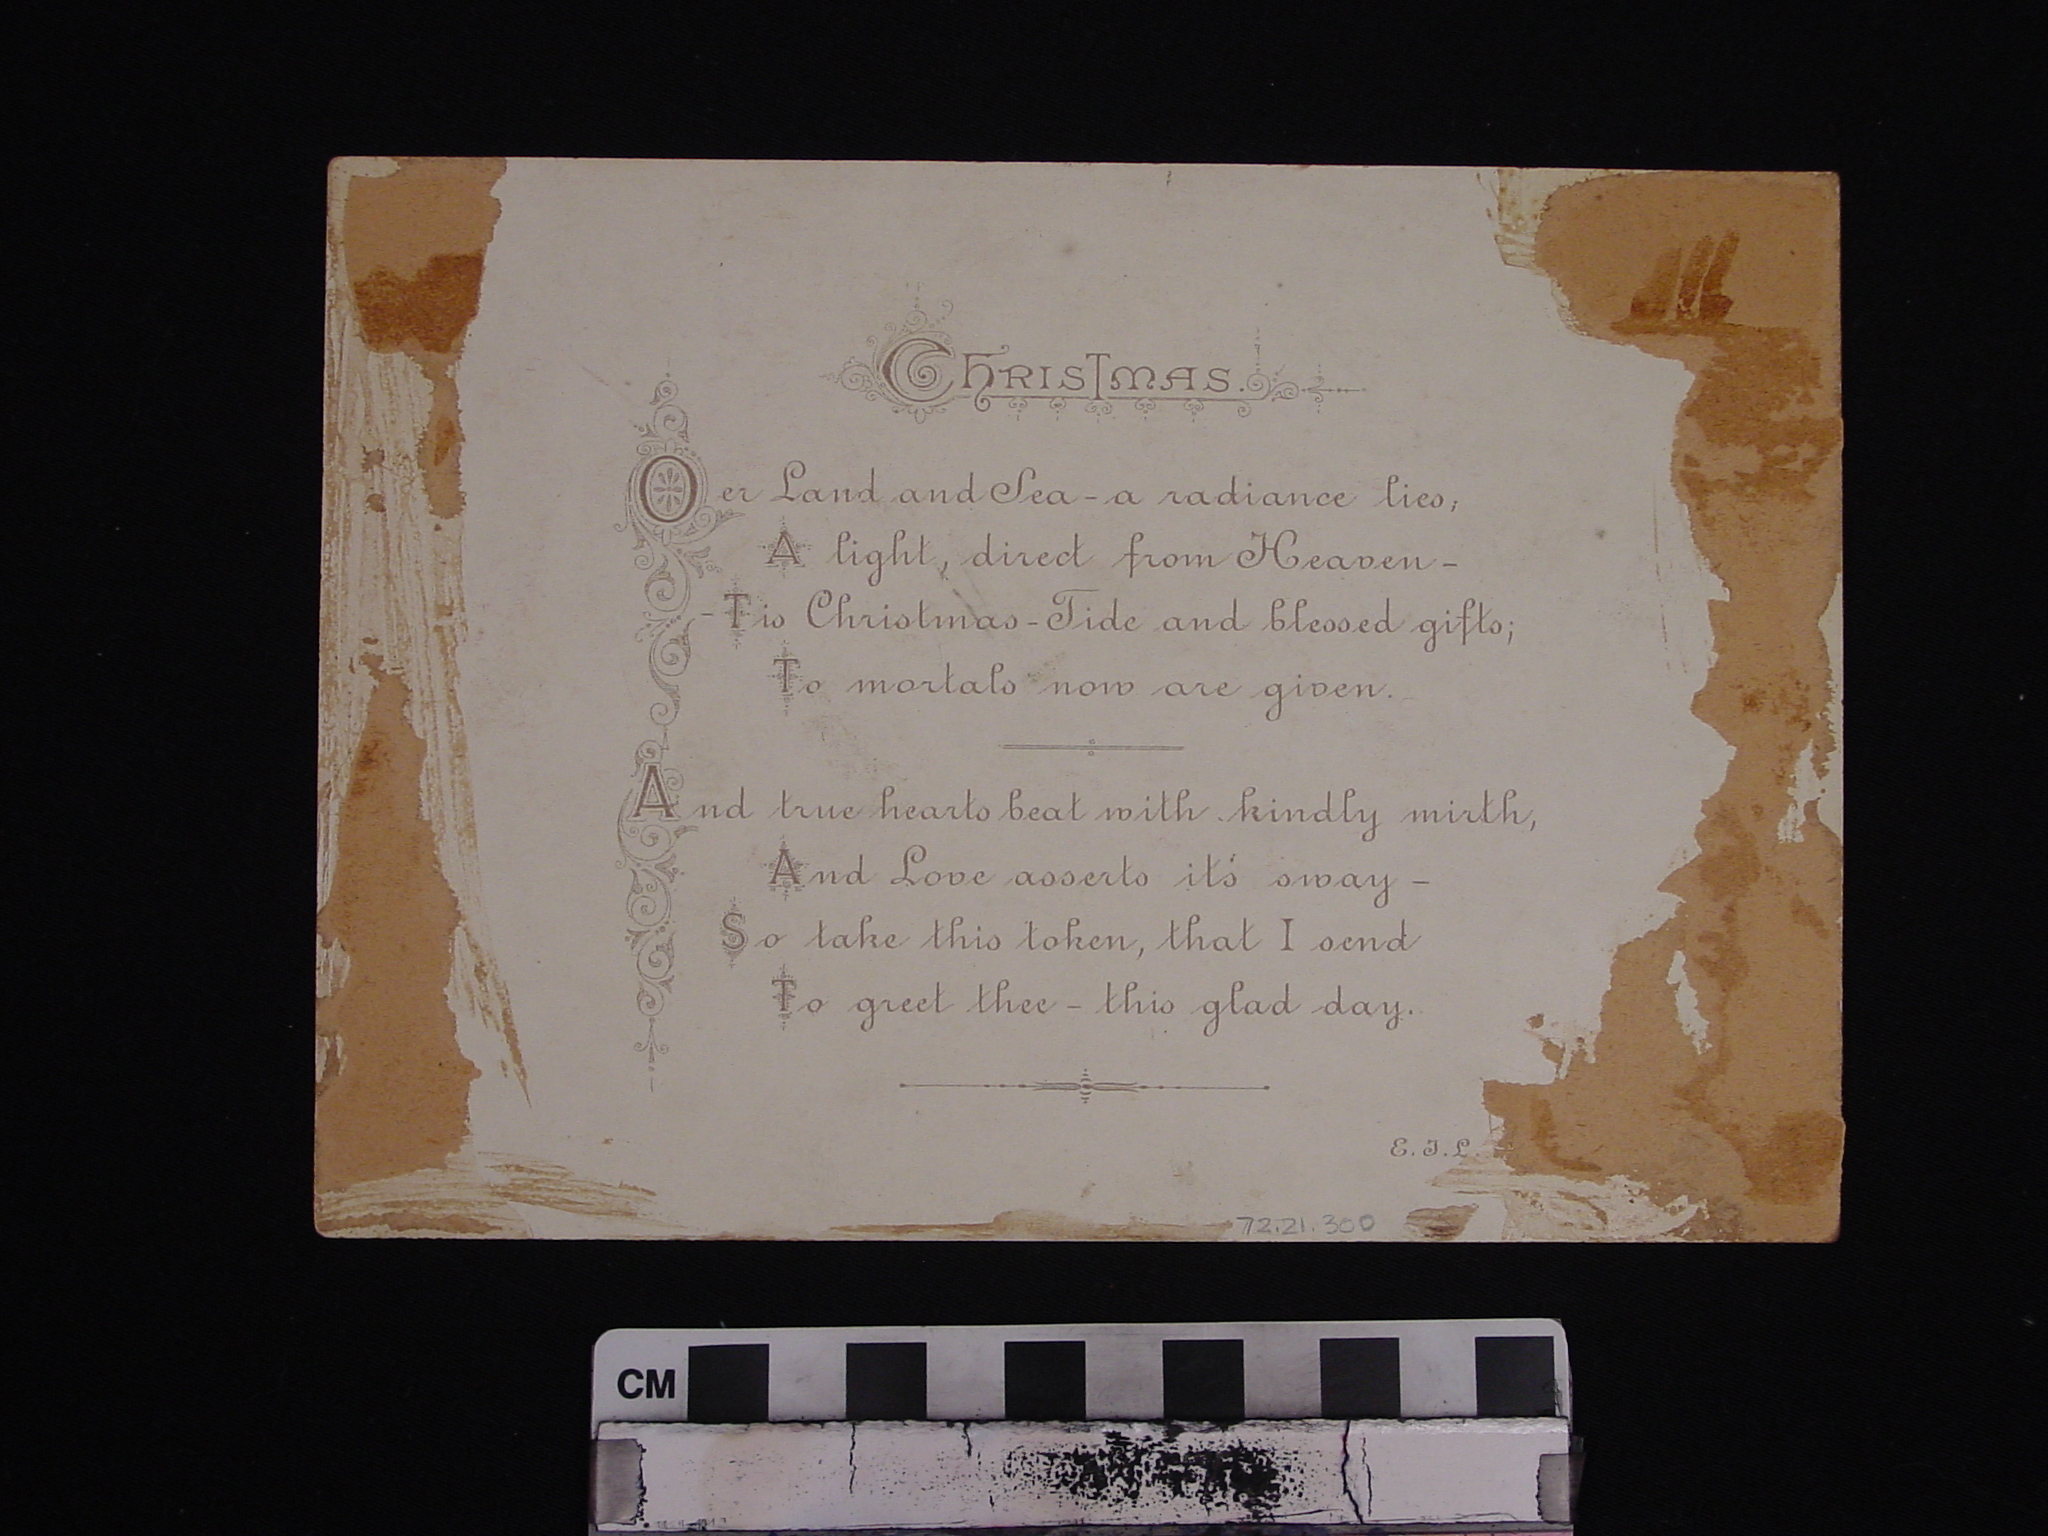 Christmas.
Oer Land and Sea - a radiance lies;
A light, direct from Heaven -
- Tis Christmas - Tide and blessed gifts;
To mortals now are given.
And true hearts beat with kindly mirth,
And Love asserts it's sway -
So take this token, that I send
To greet thee - this glad day.
E. J. L.
72.21.300
CM